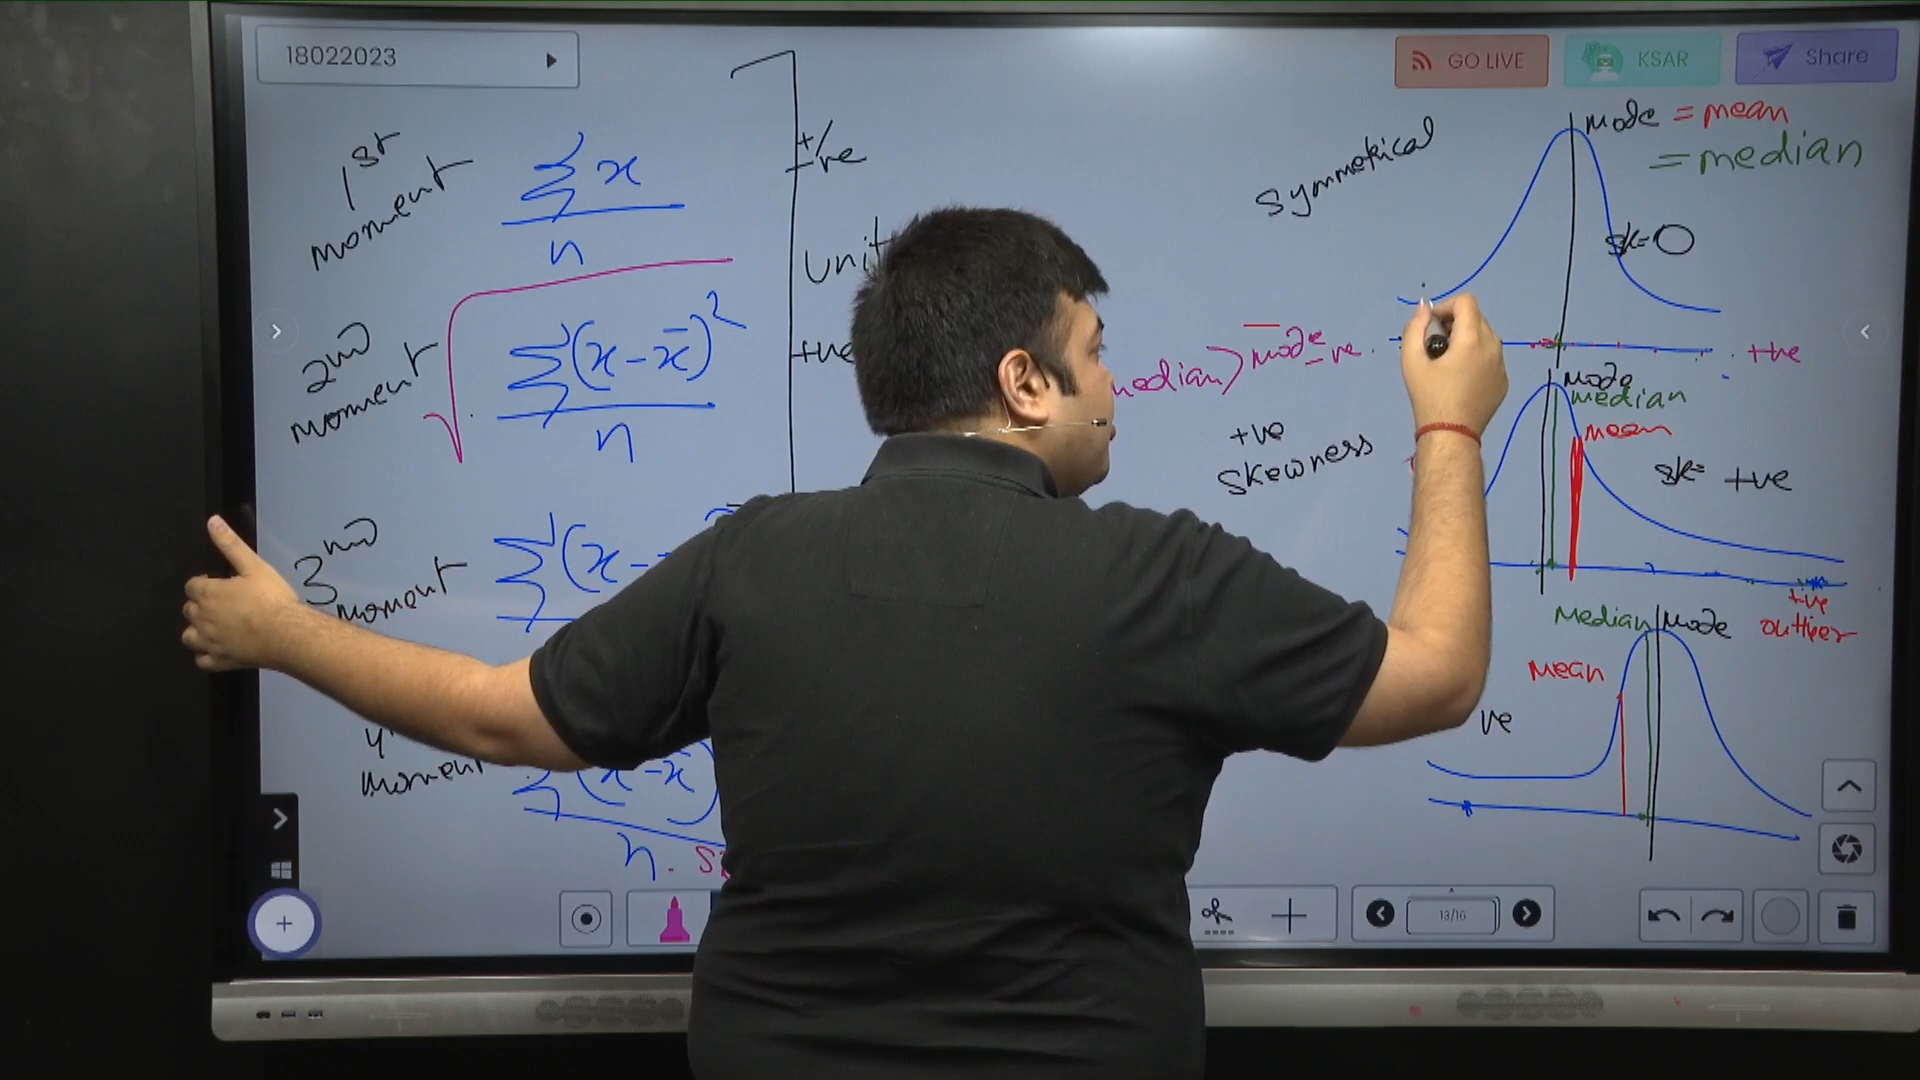 18022023
GO LIVE
KSAR
Share
1st moment
Σx
n
+/-ve
unit
2nd moment
√Σ(x-x̄)²
n
+ve
3nd moment
Σ(x-
moment
Σ(x-x̄)
n.
symmetrical
mode = mean
= median
sk=0
median > mode
-ve
+ve
+ve
skewness
mode
median
mean
sk= +ve
+ve
outlier
Median
mode
mean
ve
13/16